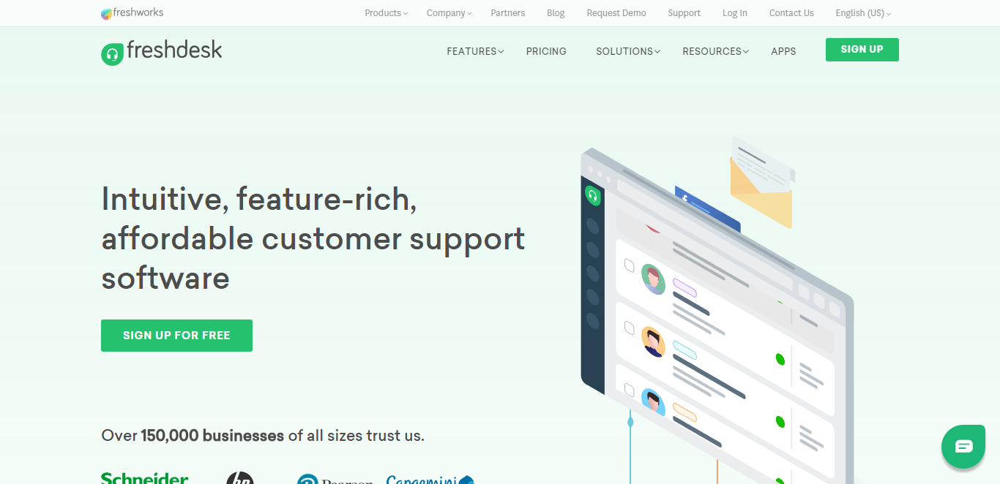 freshworks Products Company Partners Blog Request Demo Support Log In Contact Us English (US)
freshdesk FEATURES PRICING SOLUTIONS RESOURCES APPS SIGN UP
Intuitive, feature-rich,
affordable customer support
software
SIGN UP FOR FREE
Over 150,000 businesses of all sizes trust us.
Schneider hp Pearson Capgemini